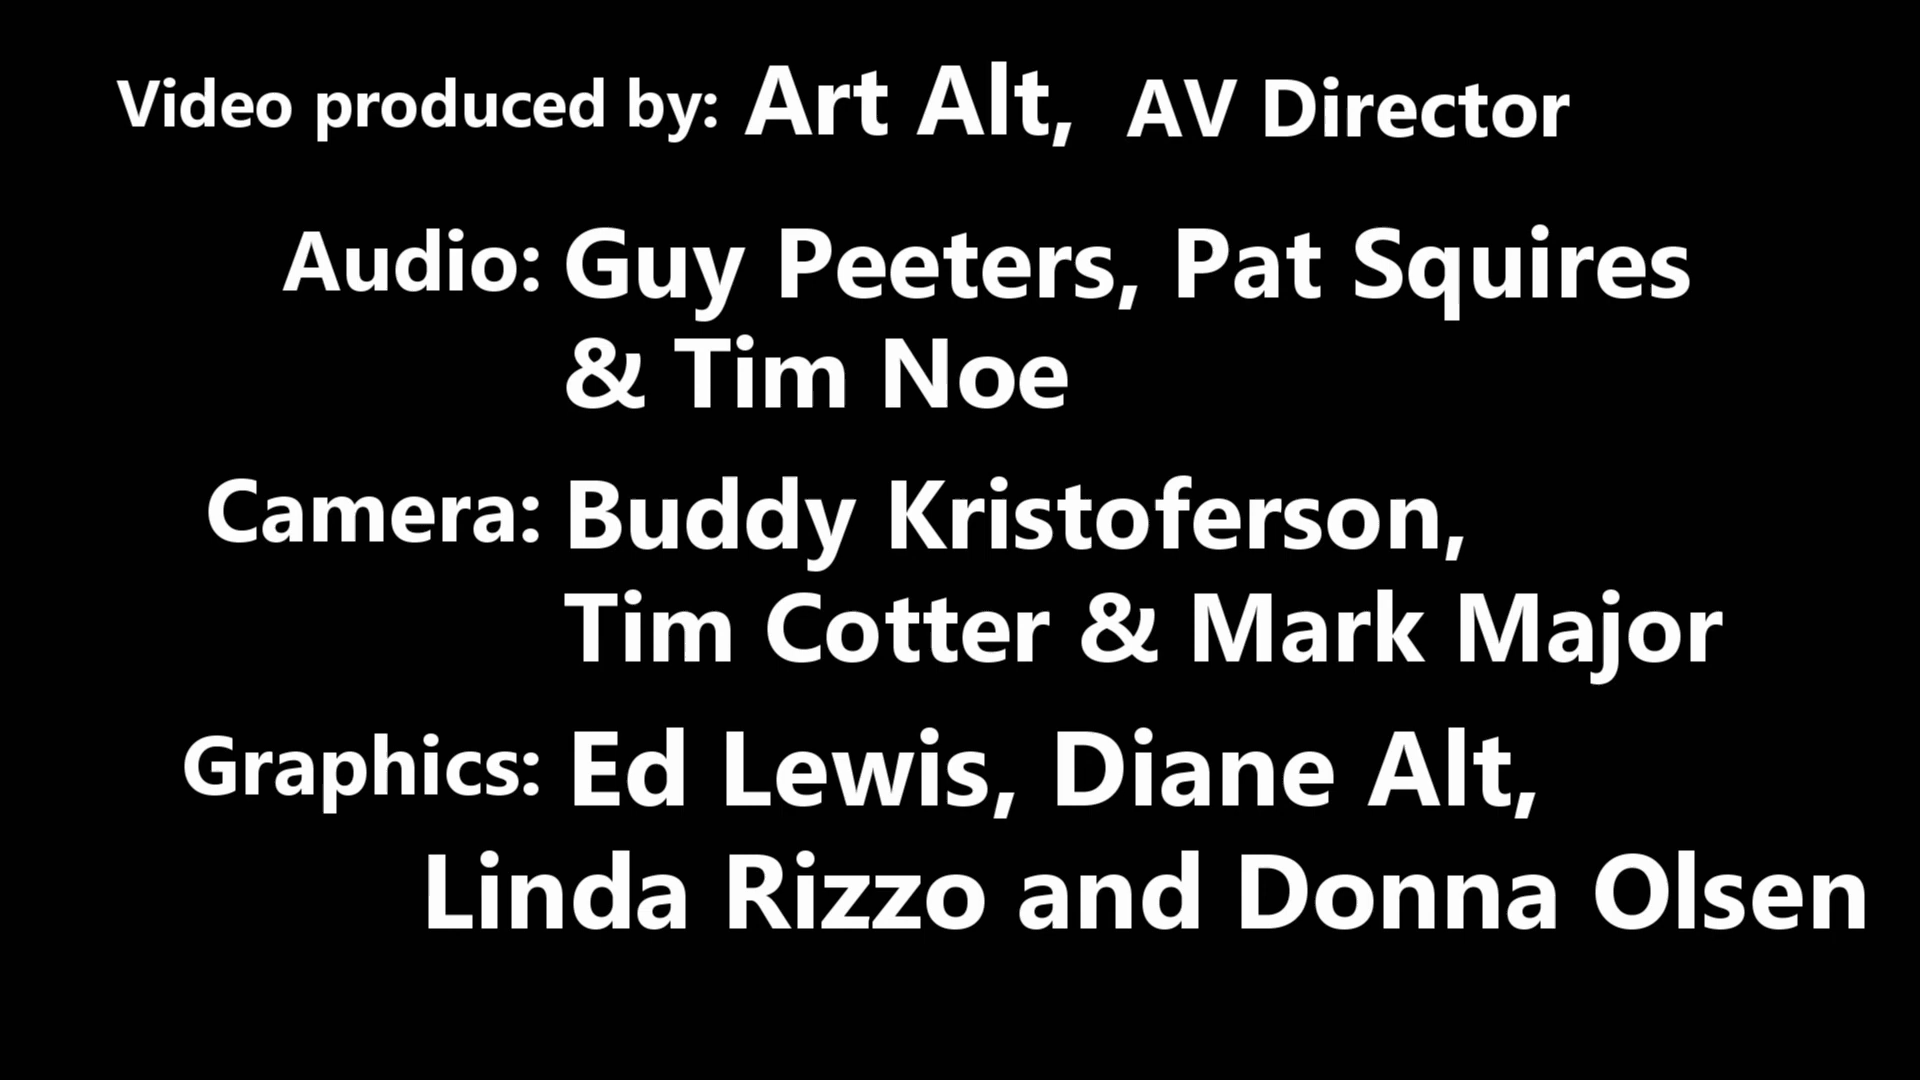 Video produced by: Art Alt, AV Director
Audio: Guy Peeters, Pat Squires
& Tim Noe
Camera: Buddy Kristoferson,
Tim Cotter & Mark Major
Graphics: Ed Lewis, Diane Alt,
Linda Rizzo and Donna Olsen